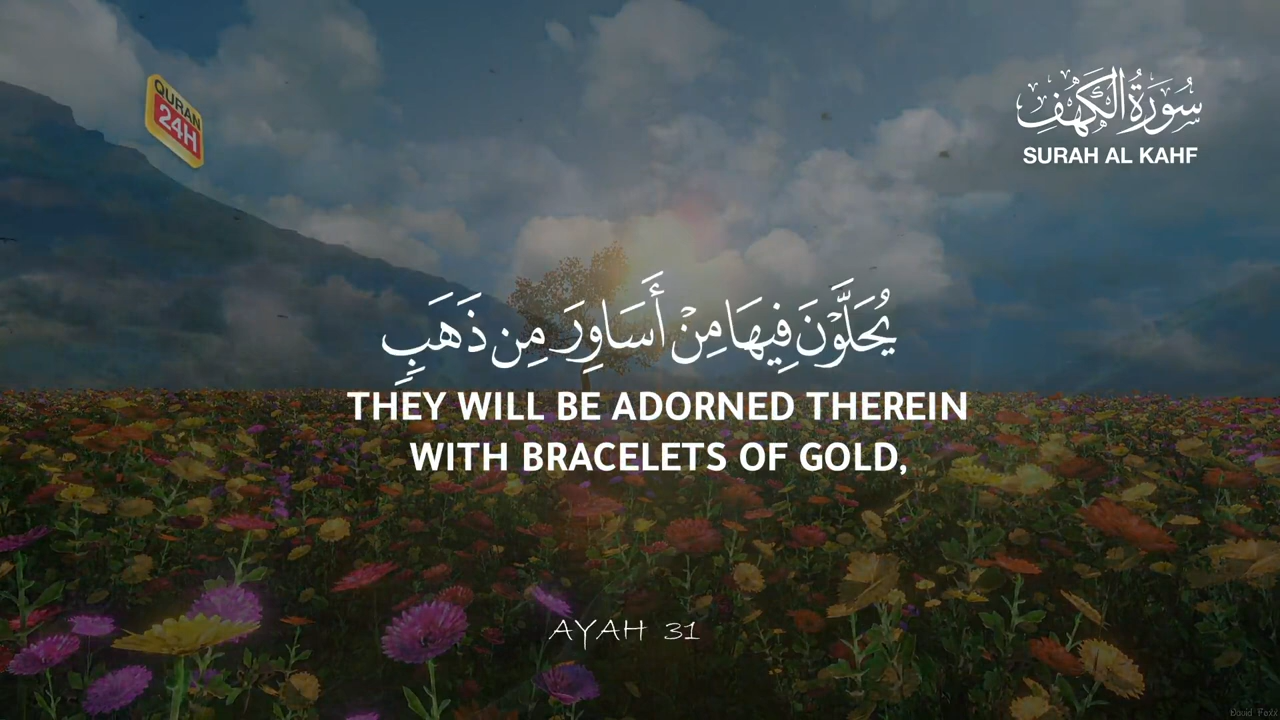 QURAN
24H
سُورَةُ الكَهْفِ
SURAH AL KAHF
يُحَلَّوْنَ فِيهَا مِنْ أَسَاوِرَ مِن ذَهَبٍ
THEY WILL BE ADORNED THEREIN
WITH BRACELETS OF GOLD,
AYAH 31